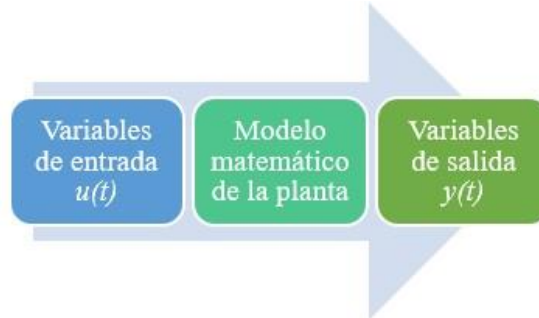 Variables
de entrada
u(t)
Modelo
matemático
de la planta
Variables
de salida
y(t)